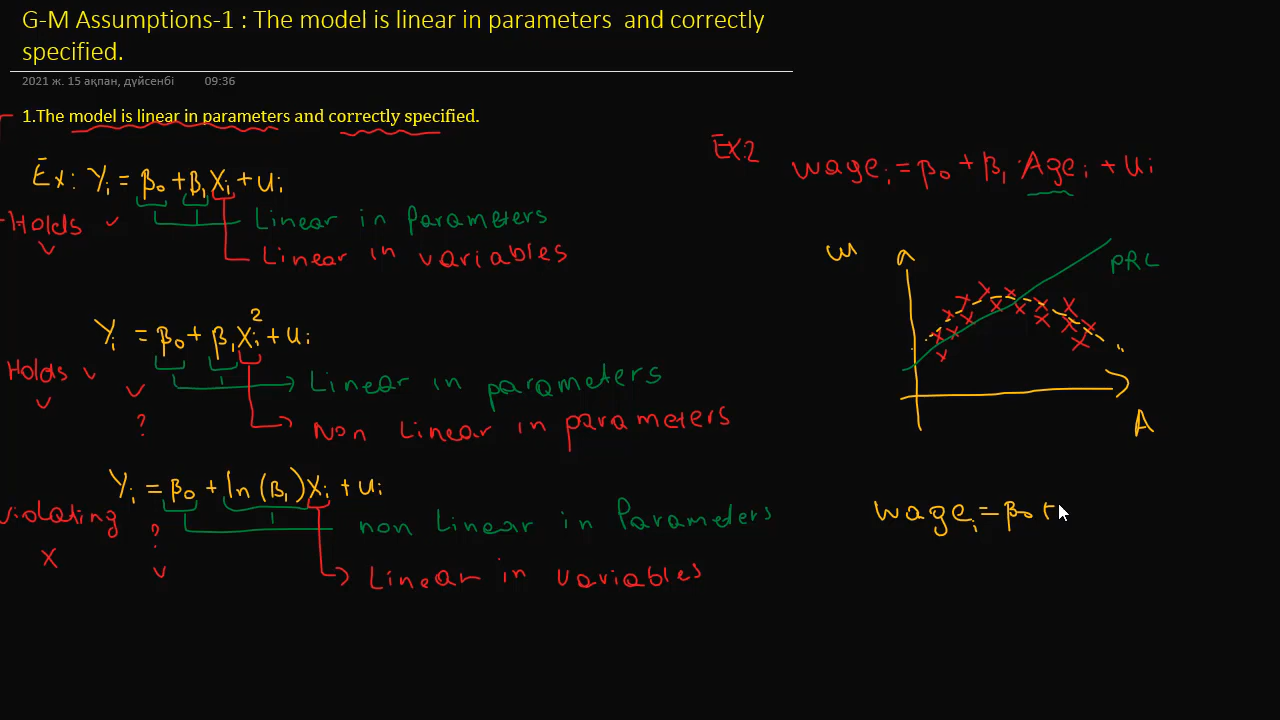 G-M Assumptions-1 : The model is linear in parameters and correctly
specified.
2021 ж. 15 ақпан, дүйсенбі 09:36
1.The model is linear in parameters and correctly specified.
Ex: Yᵢ = β₀ + β₁Xᵢ + uᵢ
Holds ✓
✓
Linear in Parameters
Linear in variables
Yᵢ = β₀ + β₁Xᵢ² + uᵢ
Holds ✓
✓
✓
?
Linear in parameters
Non Linear in parameters
Yᵢ = β₀ + ln(β₁)Xᵢ + uᵢ
Violating
X
?
✓
non Linear in Parameters
Linear in variables
EX:2
wageᵢ = β₀ + β₁·Ageᵢ + uᵢ
W
PRL
A
wageᵢ = β₀ +